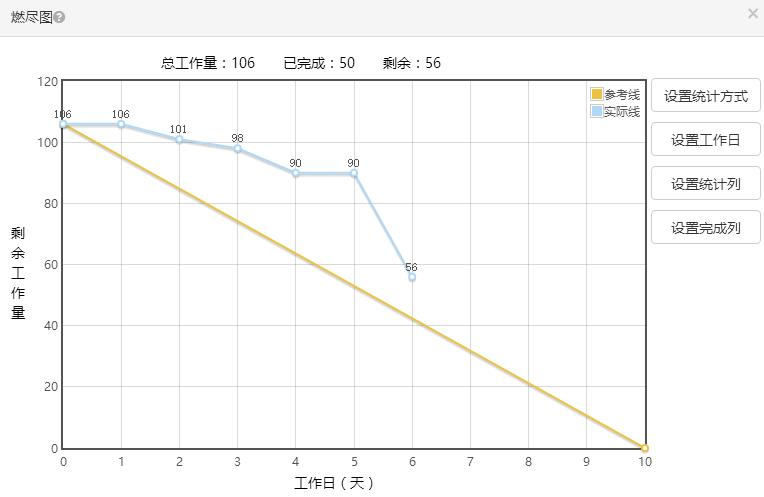 燃尽图?
×
总工作量：106 已完成：50 剩余：56
120
100
80
60
40
20
0
剩余工作量
106
106
101
98
90
90
56
参考线
实际线
0 1 2 3 4 5 6 7 8 9 10
工作日（天）
设置统计方式
设置工作日
设置统计列
设置完成列